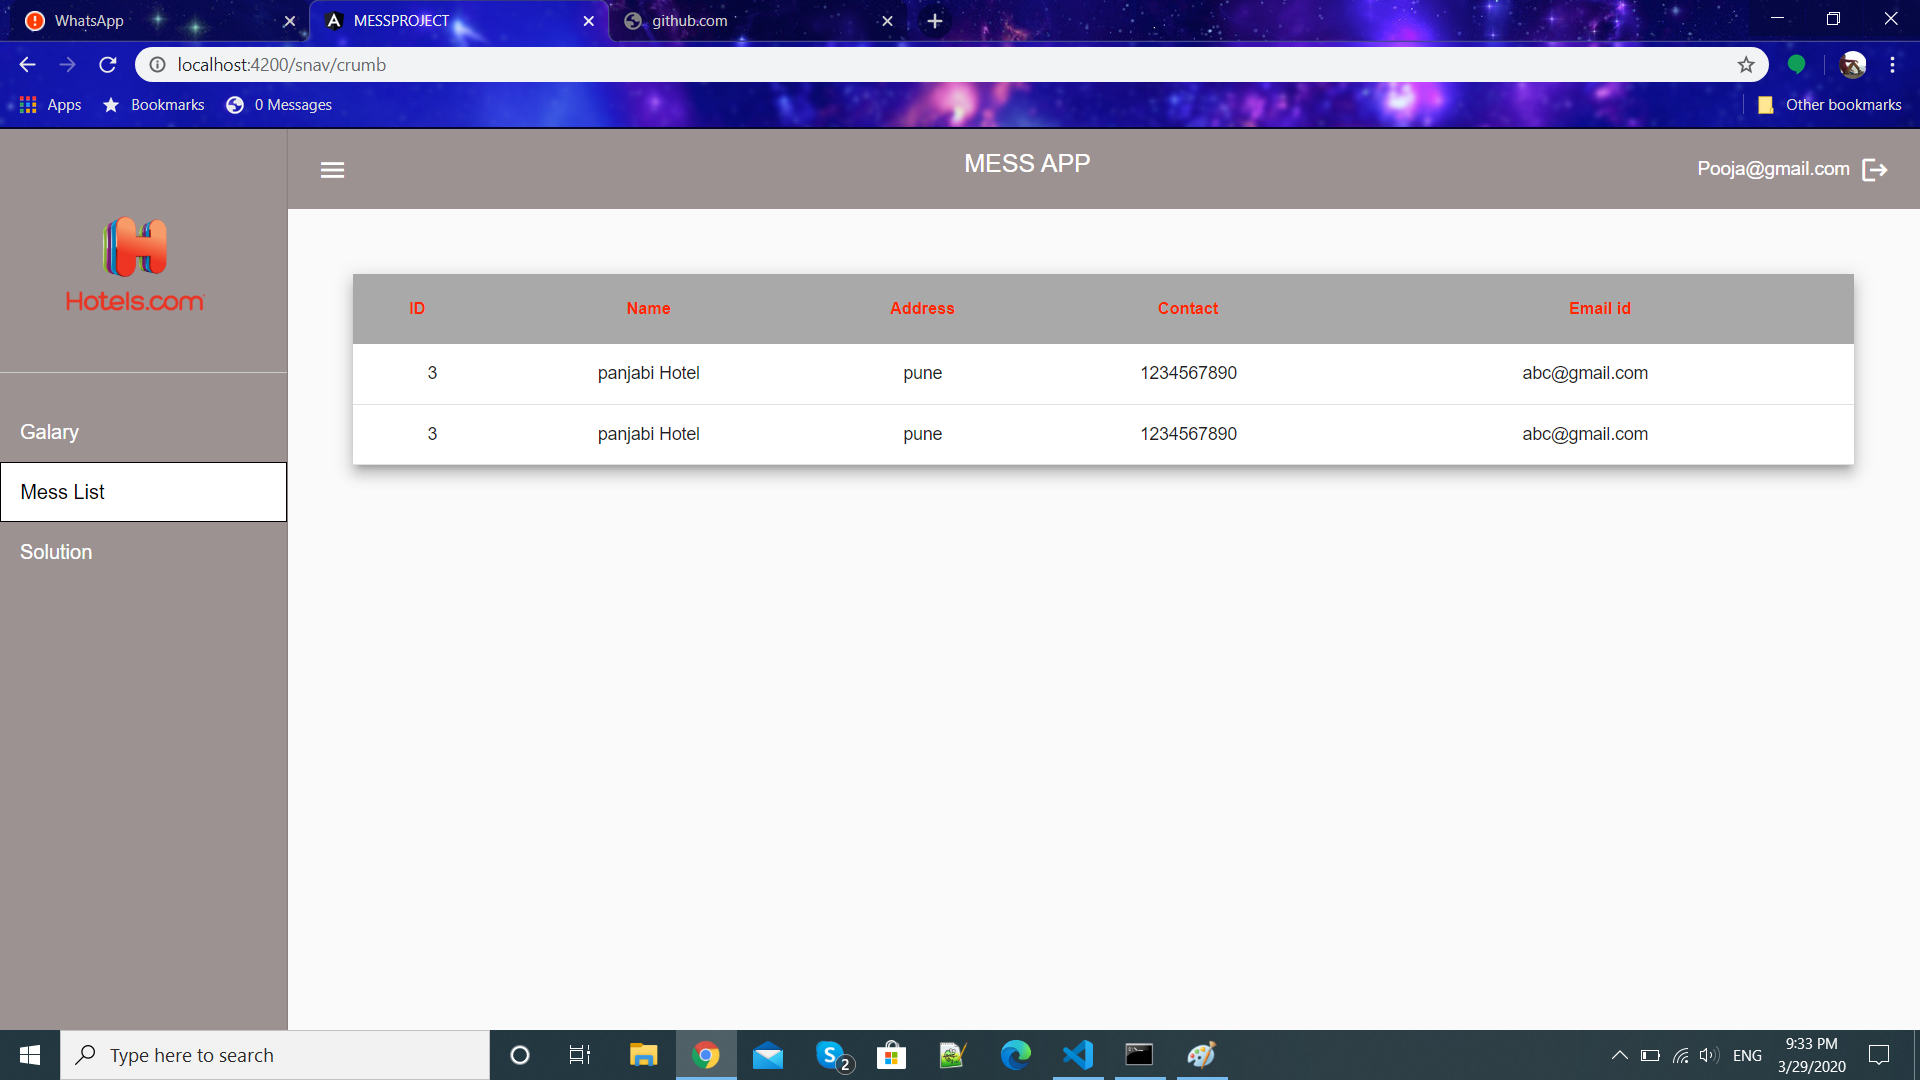 WhatsApp
MESSPROJECT
github.com
localhost:4200/snav/crumb
Apps
Bookmarks
0 Messages
Other bookmarks
Hotels.com
MESS APP
Pooja@gmail.com
Galary
Mess List
Solution
ID Name Address Contact Email id
3 panjabi Hotel pune 1234567890 abc@gmail.com
3 panjabi Hotel pune 1234567890 abc@gmail.com
Type here to search
2
ENG
9:33 PM
3/29/2020